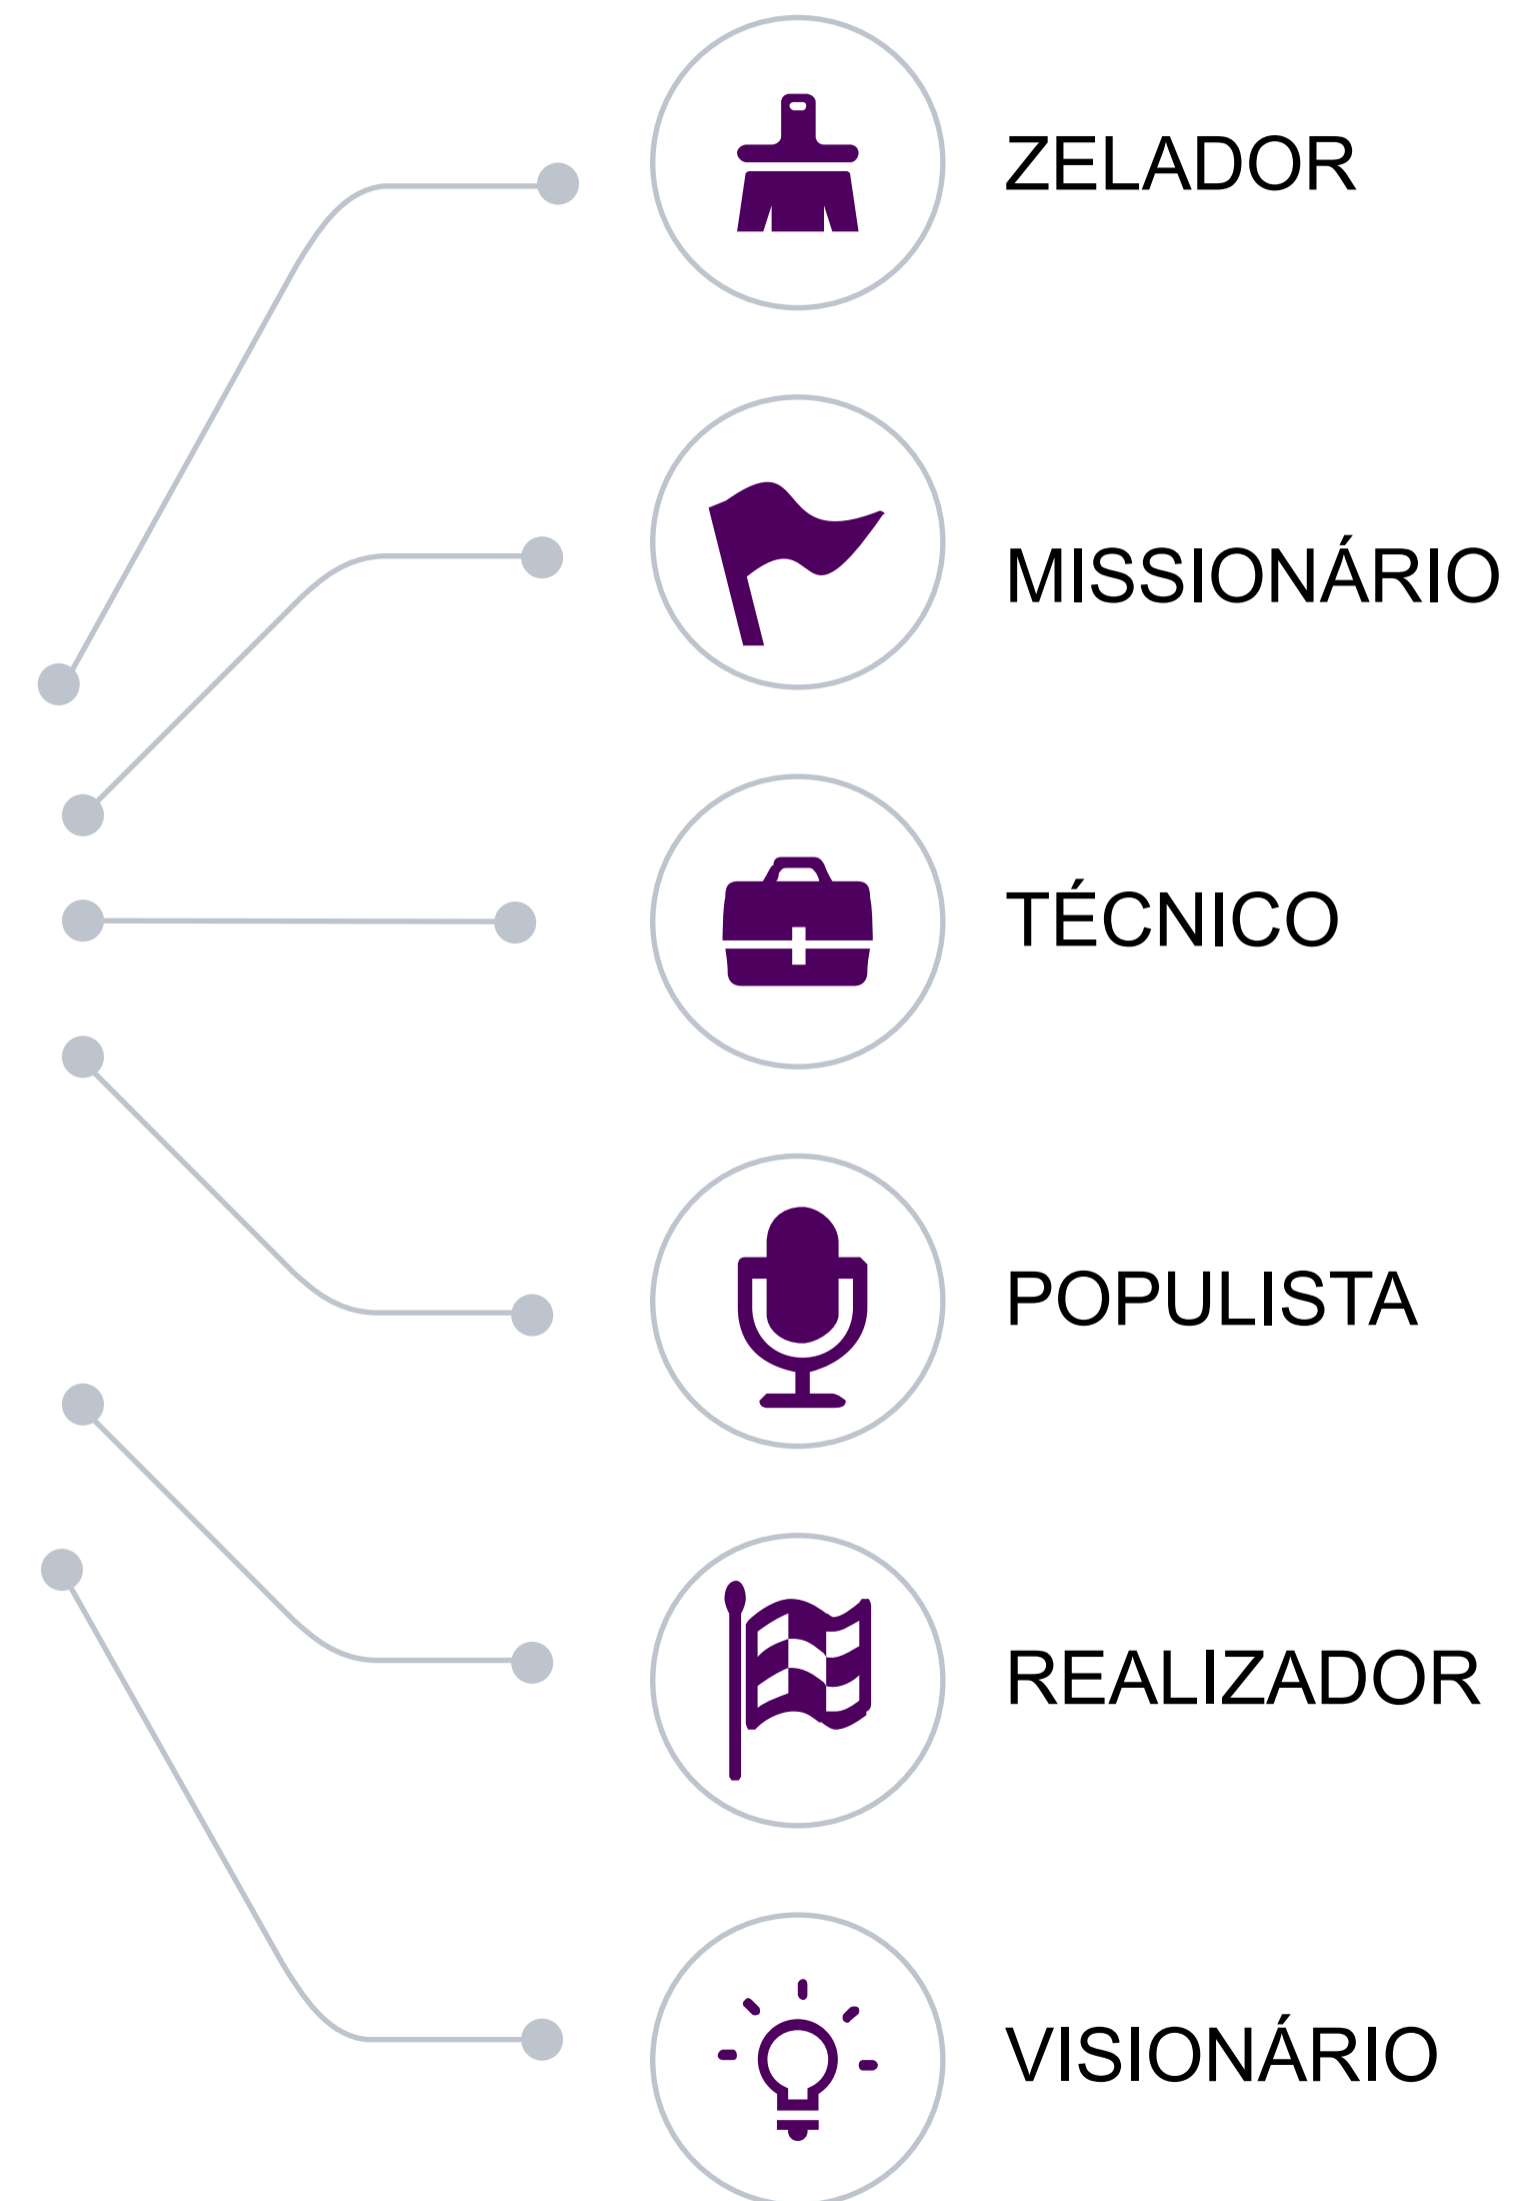 ZELADOR
MISSIONÁRIO
TÉCNICO
POPULISTA
REALIZADOR
VISIONÁRIO